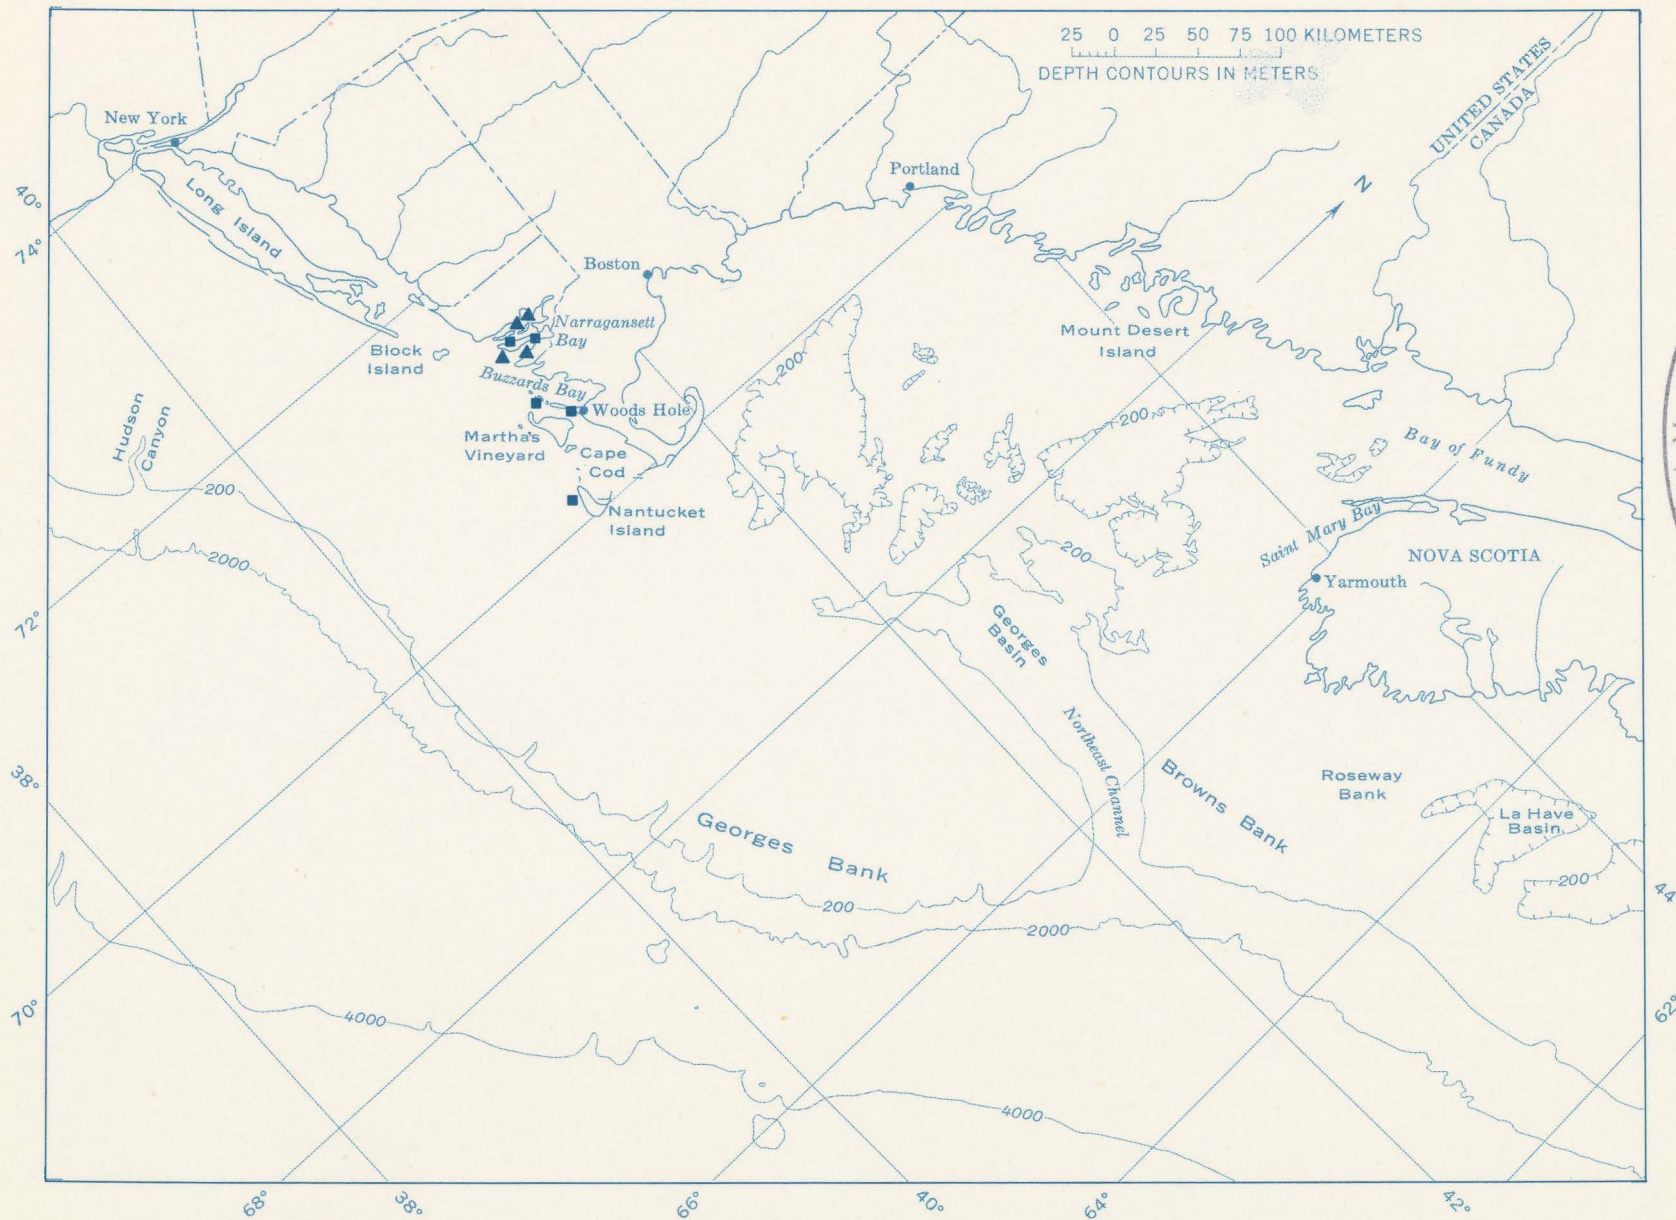 25 0 25 50 75 100 KILOMETERS
DEPTH CONTOURS IN METERS
UNITED STATES
CANADA
New York
Portland
N
40°
Long Island
74°
Boston
Narragansett
Bay
Mount Desert
Island
Block
Island
200
Buzzards Bay
Woods Hole
200
Hudson
Canyon
Martha's
Vineyard
Cape
Cod
Bay of Fundy
200
Nantucket
Island
Saint Mary Bay
2000
200
NOVA SCOTIA
Yarmouth
72°
Georges
Basin
Northeast Channel
38°
Browns Bank
Roseway
Bank
Georges Bank
La Have
Basin
200
200
44
2000
70°
4000
62°
4000
68°
38°
66°
40°
64°
42°